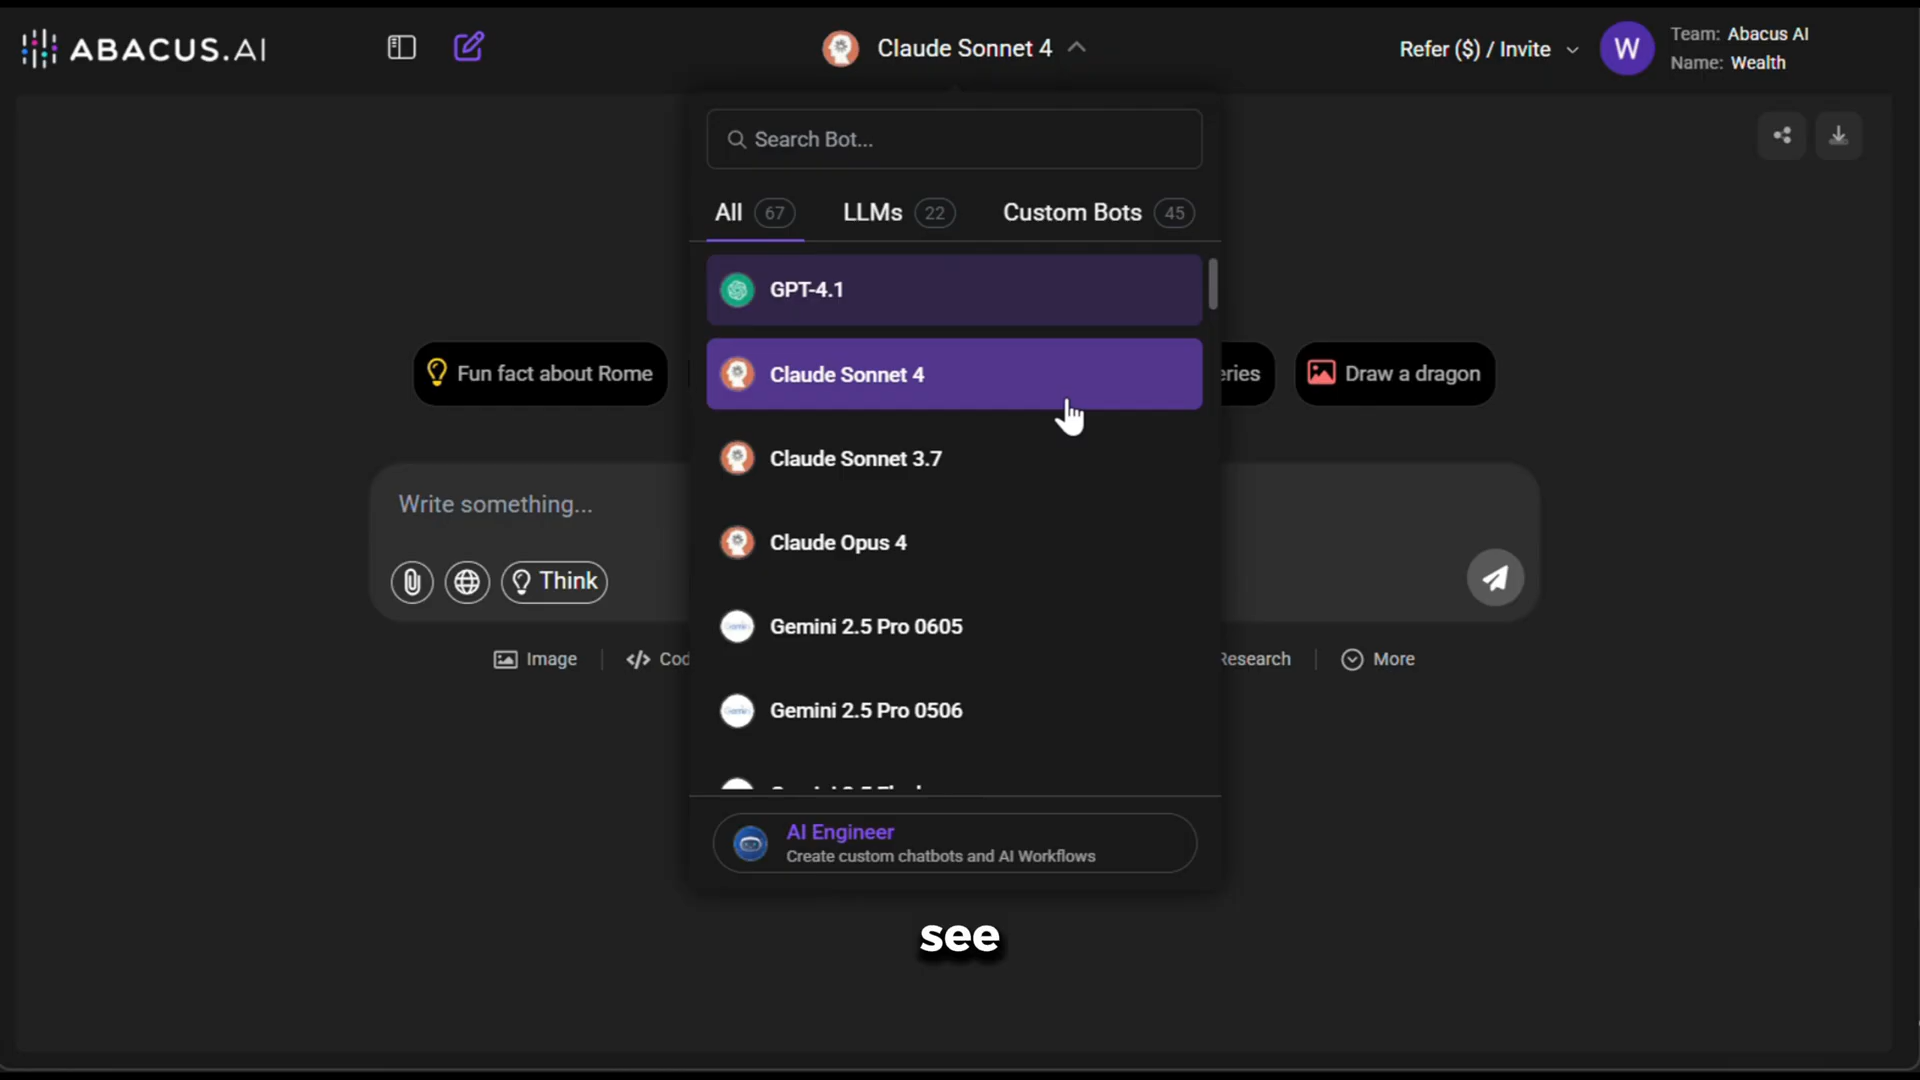 ABACUS.AI
Claude Sonnet 4
Refer ($) / Invite
W
Team: Abacus AI
Name: Wealth
Search Bot...
All 67
LLMs 22
Custom Bots 45
GPT-4.1
Claude Sonnet 4
Claude Sonnet 3.7
Claude Opus 4
Gemini 2.5 Pro 0605
Gemini 2.5 Pro 0506
Fun fact about Rome
eries
Draw a dragon
Write something...
Think
Image
Cod
Research
More
AI Engineer
Create custom chatbots and AI Workflows
see